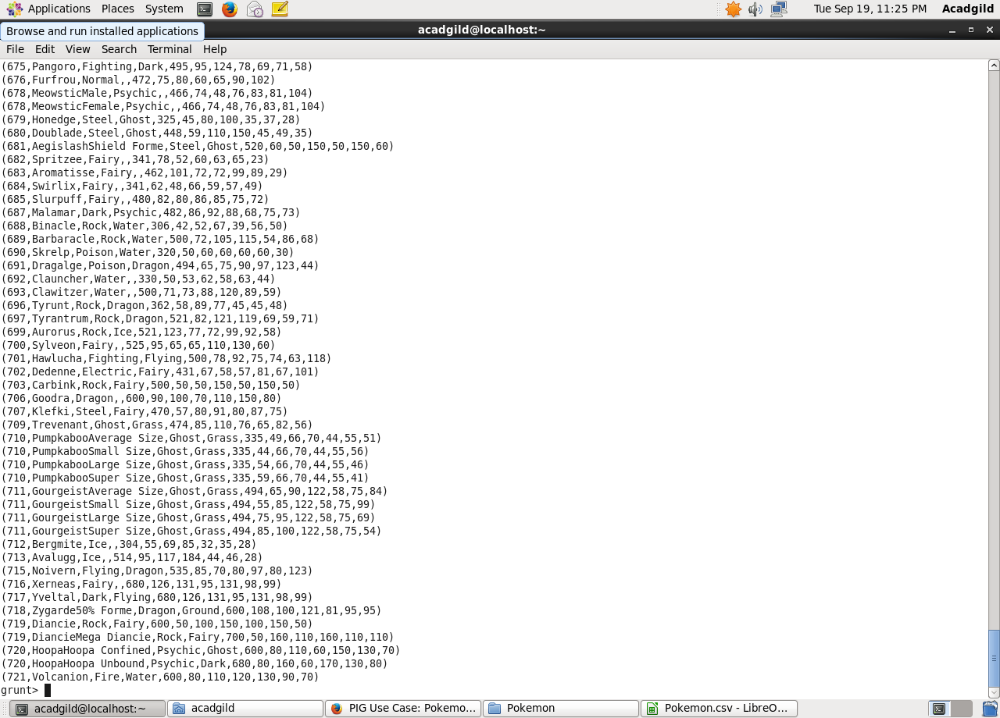 Applications Places System Tue Sep 19, 11:25 PM Acadgild
Browse and run installed applications acadgild@localhost:~
File Edit View Search Terminal Help
(675,Pangoro,Fighting,Dark,495,95,124,78,69,71,58)
(676,Furfrou,Normal,,472,75,80,60,65,90,102)
(678,MeowsticMale,Psychic,,466,74,48,76,83,81,104)
(678,MeowsticFemale,Psychic,,466,74,48,76,83,81,104)
(679,Honedge,Steel,Ghost,325,45,80,100,35,37,28)
(680,Doublade,Steel,Ghost,448,59,110,150,45,49,35)
(681,AegislashShield Forme,Steel,Ghost,520,60,50,150,50,150,60)
(682,Spritzee,Fairy,,341,78,52,60,63,65,23)
(683,Aromatisse,Fairy,,462,101,72,72,99,89,29)
(684,Swirlix,Fairy,,341,62,48,66,59,57,49)
(685,Slurpuff,Fairy,,480,82,80,86,85,75,72)
(687,Malamar,Dark,Psychic,482,86,92,88,68,75,73)
(688,Binacle,Rock,Water,306,42,52,67,39,56,50)
(689,Barbaracle,Rock,Water,500,72,105,115,54,86,68)
(690,Skrelp,Poison,Water,320,50,60,60,60,60,30)
(691,Dragalge,Poison,Dragon,494,65,75,90,97,123,44)
(692,Clauncher,Water,,330,50,53,62,58,63,44)
(693,Clawitzer,Water,,500,71,73,88,120,89,59)
(696,Tyrunt,Rock,Dragon,362,58,89,77,45,45,48)
(697,Tyrantrum,Rock,Dragon,521,82,121,119,69,59,71)
(699,Aurorus,Rock,Ice,521,123,77,72,99,92,58)
(700,Sylveon,Fairy,,525,95,65,65,110,130,60)
(701,Hawlucha,Fighting,Flying,500,78,92,75,74,63,118)
(702,Dedenne,Electric,Fairy,431,67,58,57,81,67,101)
(703,Carbink,Rock,Fairy,500,50,50,150,50,150,50)
(706,Goodra,Dragon,,600,90,100,70,110,150,80)
(707,Klefki,Steel,Fairy,470,57,80,91,80,87,75)
(709,Trevenant,Ghost,Grass,474,85,110,76,65,82,56)
(710,PumpkabooAverage Size,Ghost,Grass,335,49,66,70,44,55,51)
(710,PumpkabooSmall Size,Ghost,Grass,335,44,66,70,44,55,56)
(710,PumpkabooLarge Size,Ghost,Grass,335,54,66,70,44,55,46)
(710,PumpkabooSuper Size,Ghost,Grass,335,59,66,70,44,55,41)
(711,GourgeistAverage Size,Ghost,Grass,494,65,90,122,58,75,84)
(711,GourgeistSmall Size,Ghost,Grass,494,55,85,122,58,75,99)
(711,GourgeistLarge Size,Ghost,Grass,494,75,95,122,58,75,69)
(711,GourgeistSuper Size,Ghost,Grass,494,85,100,122,58,75,54)
(712,Bergmite,Ice,,304,55,69,85,32,35,28)
(713,Avalugg,Ice,,514,95,117,184,44,46,28)
(715,Noivern,Flying,Dragon,535,85,70,80,97,80,123)
(716,Xerneas,Fairy,,680,126,131,95,131,98,99)
(717,Yveltal,Dark,Flying,680,126,131,95,131,98,99)
(718,Zygarde50% Forme,Dragon,Ground,600,108,100,121,81,95,95)
(719,Diancie,Rock,Fairy,600,50,100,150,100,150,50)
(719,DiancieMega Diancie,Rock,Fairy,700,50,160,110,160,110,110)
(720,HoopaHoopa Confined,Psychic,Ghost,600,80,110,60,150,130,70)
(720,HoopaHoopa Unbound,Psychic,Dark,680,80,160,60,170,130,80)
(721,Volcanion,Fire,Water,600,80,110,120,130,90,70)
grunt>
acadgild@localhost:~ acadgild PIG Use Case: Pokemo... Pokemon Pokemon.csv - LibreO...